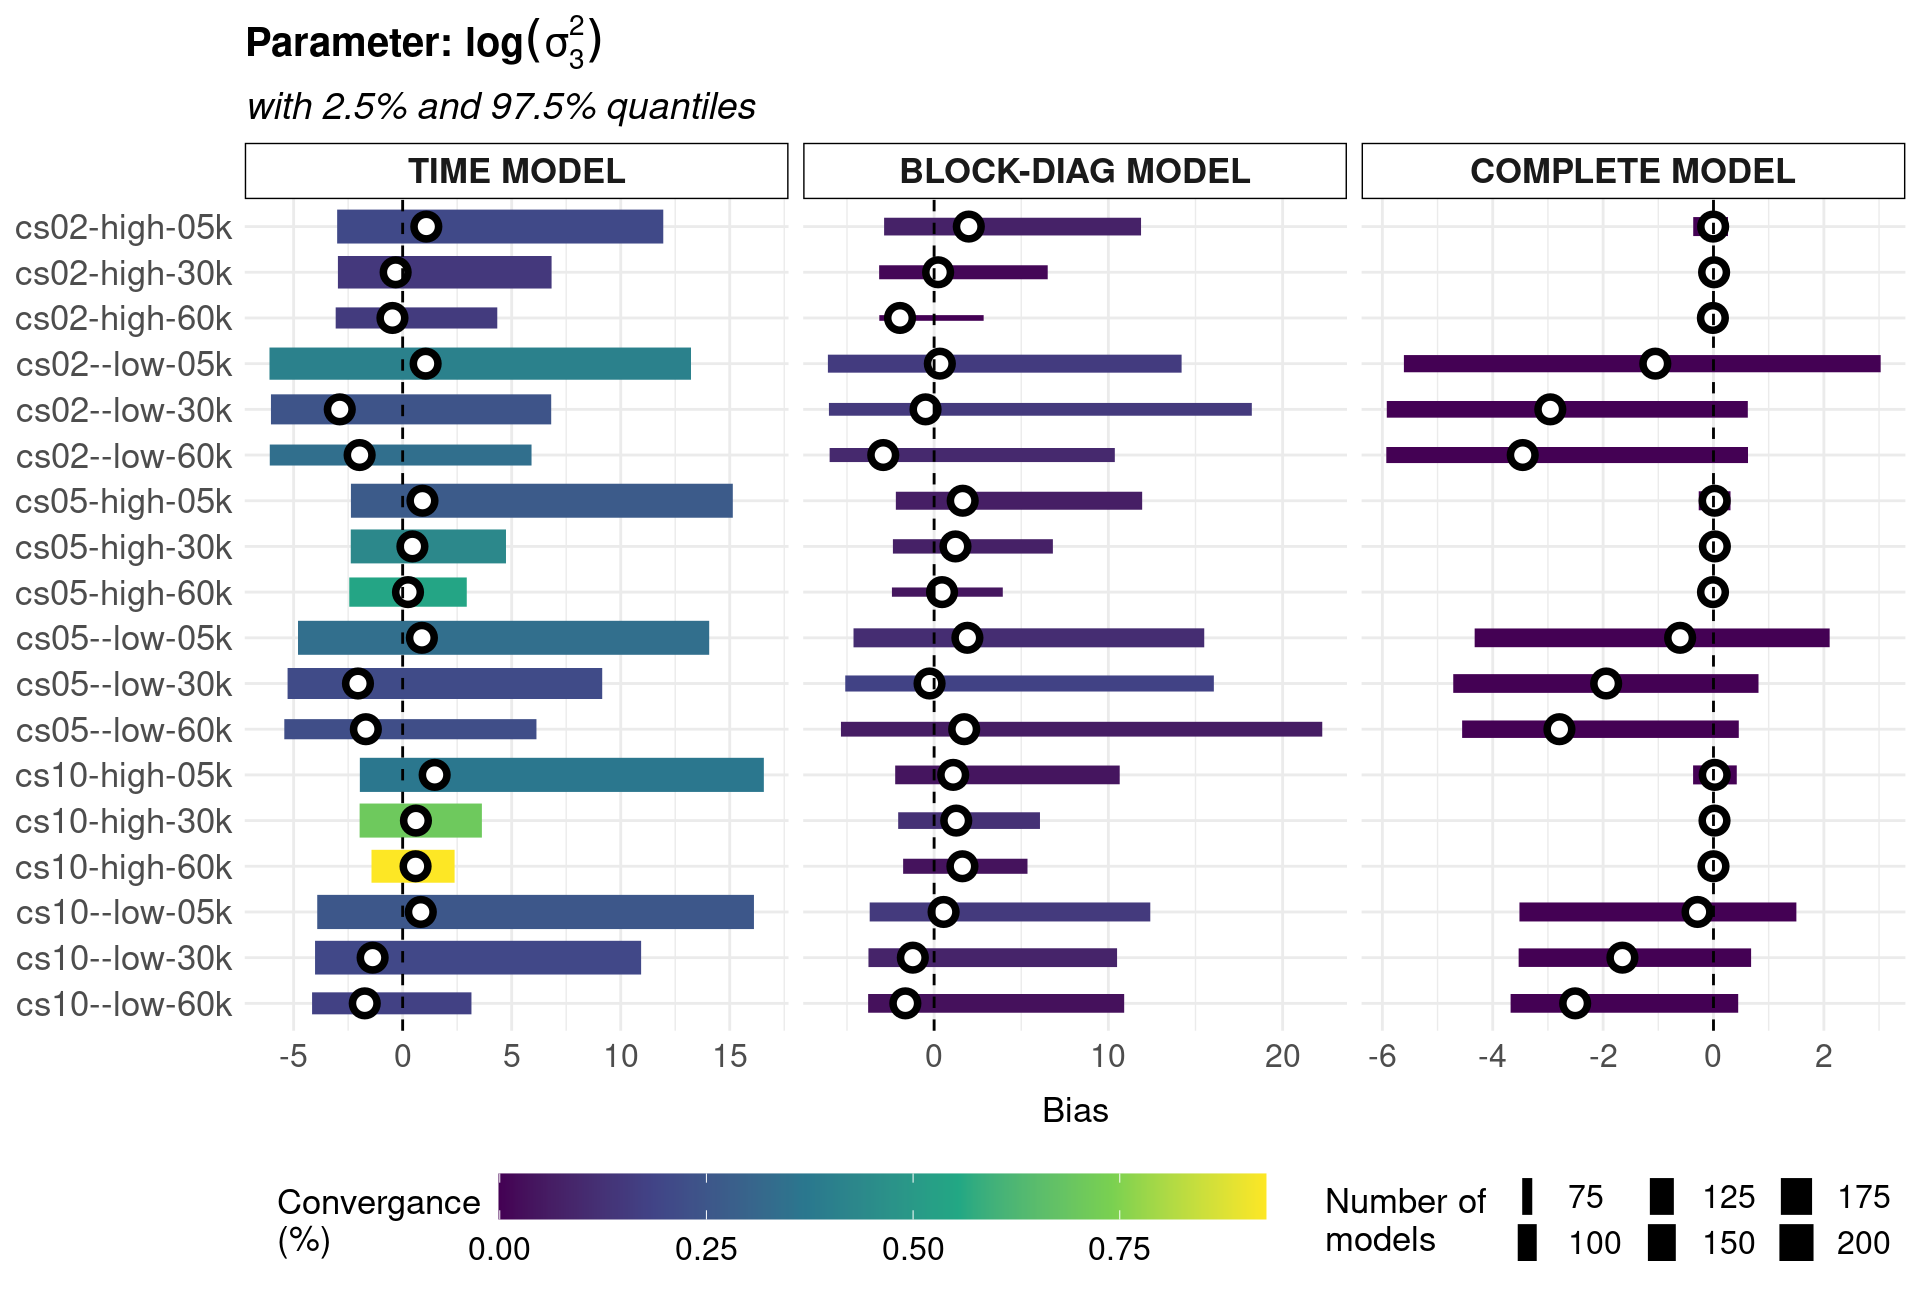 Parameter: log(σ₃²)
with 2.5% and 97.5% quantiles
TIME MODEL BLOCK-DIAG MODEL COMPLETE MODEL
cs02-high-05k
cs02-high-30k
cs02-high-60k
cs02--low-05k
cs02--low-30k
cs02--low-60k
cs05-high-05k
cs05-high-30k
cs05-high-60k
cs05--low-05k
cs05--low-30k
cs05--low-60k
cs10-high-05k
cs10-high-30k
cs10-high-60k
cs10--low-05k
cs10--low-30k
cs10--low-60k
-5 0 5 10 15 0 10 20 -6 -4 -2 0 2
Bias
Convergance
(%)
0.00 0.25 0.50 0.75
Number of
models
75 125 175
100 150 200